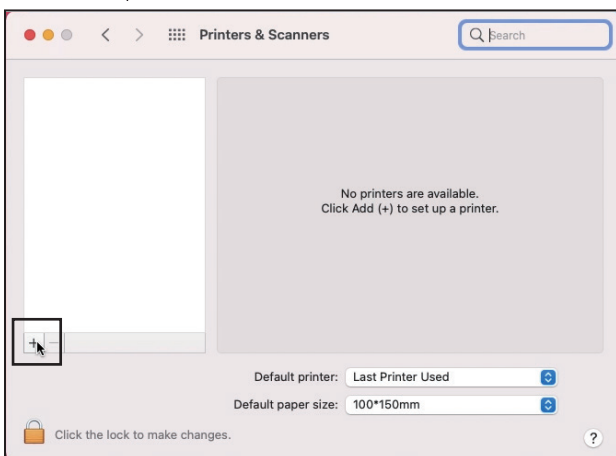 Printers & Scanners
Search
No printers are available.
Click Add (+) to set up a printer.
+ −
Default printer: Last Printer Used
Default paper size: 100*150mm
Click the lock to make changes.
?